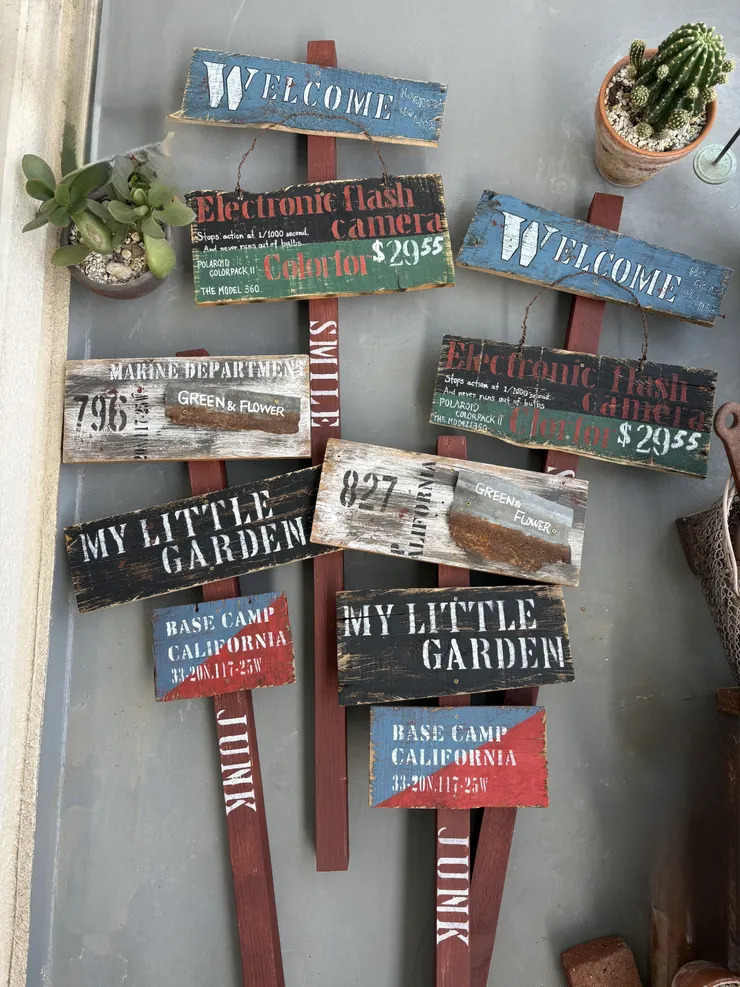 WELCOME
Electronic flash
camera
Stops action at 1/1000 second.
And never runs out of bulbs.
POLAROID
COLORPACK II
Colorfor
$29.55
THE MODEL 360.
SMILE
WELCOME
Electronic flash
camera
Stops action at 1/1000 second.
And never runs out of bulbs
POLAROID
COLORPACK II
THE MODEL 360.
$29.55
S
MARINE DEPARTMENT
796
GREEN & FLOWER
MY LITTLE
GARDEN
BASE CAMP
CALIFORNIA
33-20N.117-25W
JUNK
827
CALIFORNIA
GREEN &
FLOWER
MY LITTLE
GARDEN
BASE CAMP
CALIFORNIA
33-20N.117-25W
JUNK